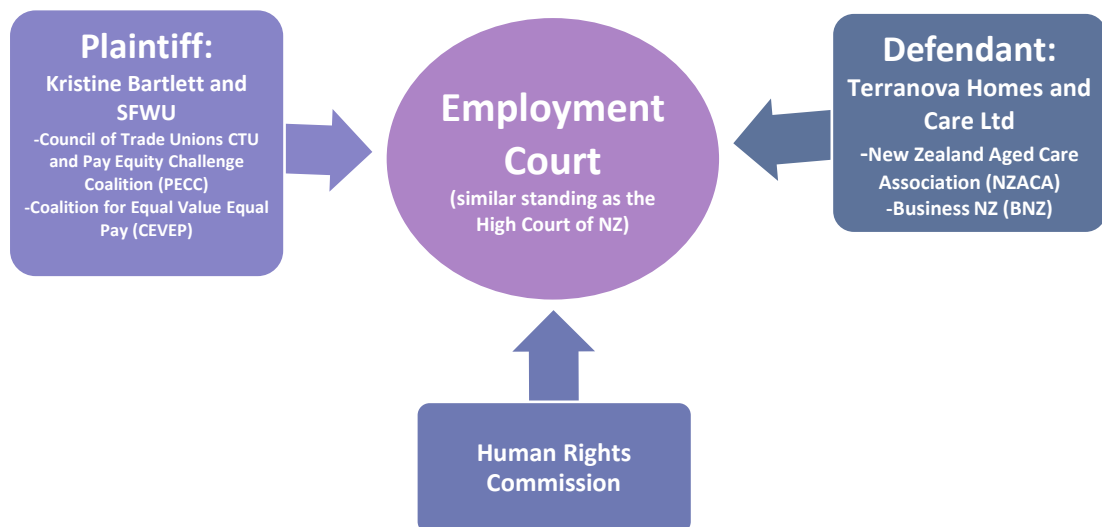 Plaintiff:
Kristine Bartlett and
SFWU
-Council of Trade Unions CTU
and Pay Equity Challenge
Coalition (PECC)
-Coalition for Equal Value Equal
Pay (CEVEP)
Employment
Court
(similar standing as the
High Court of NZ)
Defendant:
Terranova Homes and
Care Ltd
-New Zealand Aged Care
Association (NZACA)
-Business NZ (BNZ)
Human Rights
Commission